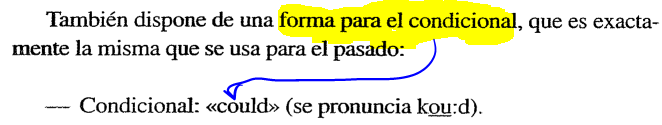 También dispone de una forma para el condicional, que es exacta-
mente la misma que se usa para el pasado:
— Condicional: «could» (se pronuncia kou:d).